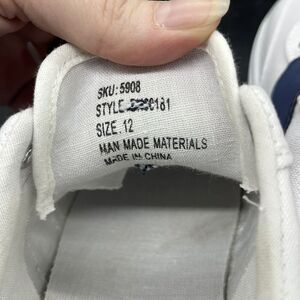 SKU: 5908
STYLE
SIZE. 12
MAN MADE MATERIALS
MADE IN CHINA